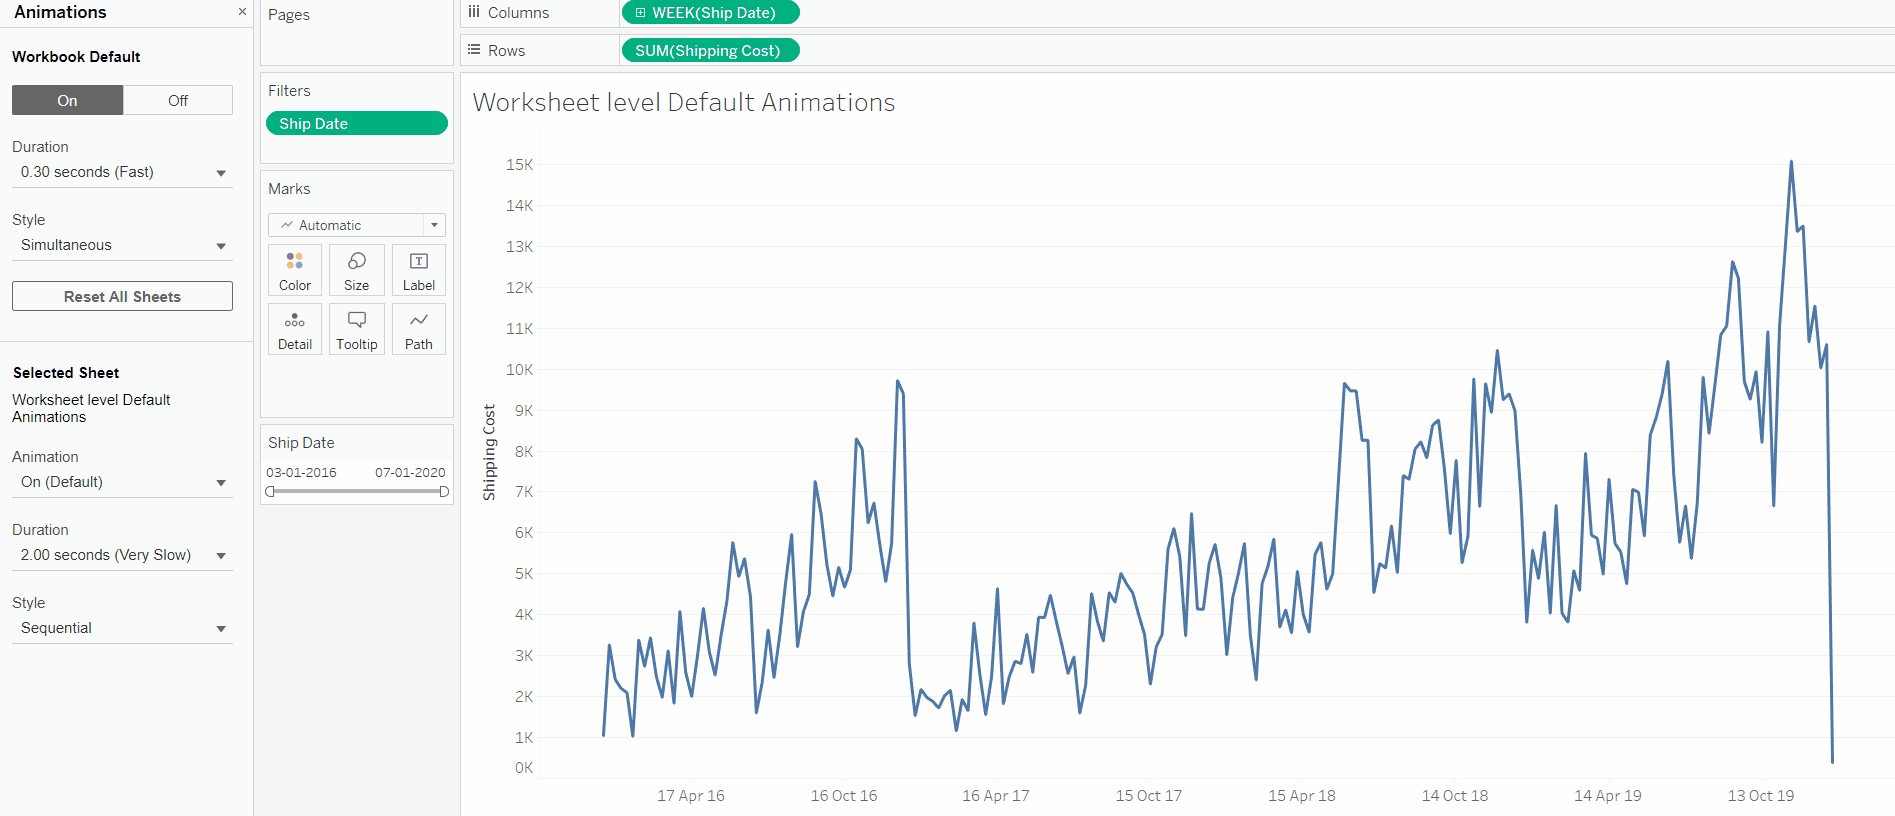 Animations
×
Workbook Default
On
Off
Duration
0.30 seconds (Fast)
Style
Simultaneous
Reset All Sheets
Selected Sheet
Worksheet level Default
Animations
Animation
On (Default)
Duration
2.00 seconds (Very Slow)
Style
Sequential
Pages
Filters
Ship Date
Marks
Automatic
Color
Size
T
Label
Detail
Tooltip
Path
Ship Date
03-01-2016
07-01-2020
Columns
WEEK(Ship Date)
Rows
SUM(Shipping Cost)
Worksheet level Default Animations
Shipping Cost
15K
14K
13K
12K
11K
10K
9K
8K
7K
6K
5K
4K
3K
2K
1K
0K
17 Apr 16
16 Oct 16
16 Apr 17
15 Oct 17
15 Apr 18
14 Oct 18
14 Apr 19
13 Oct 19